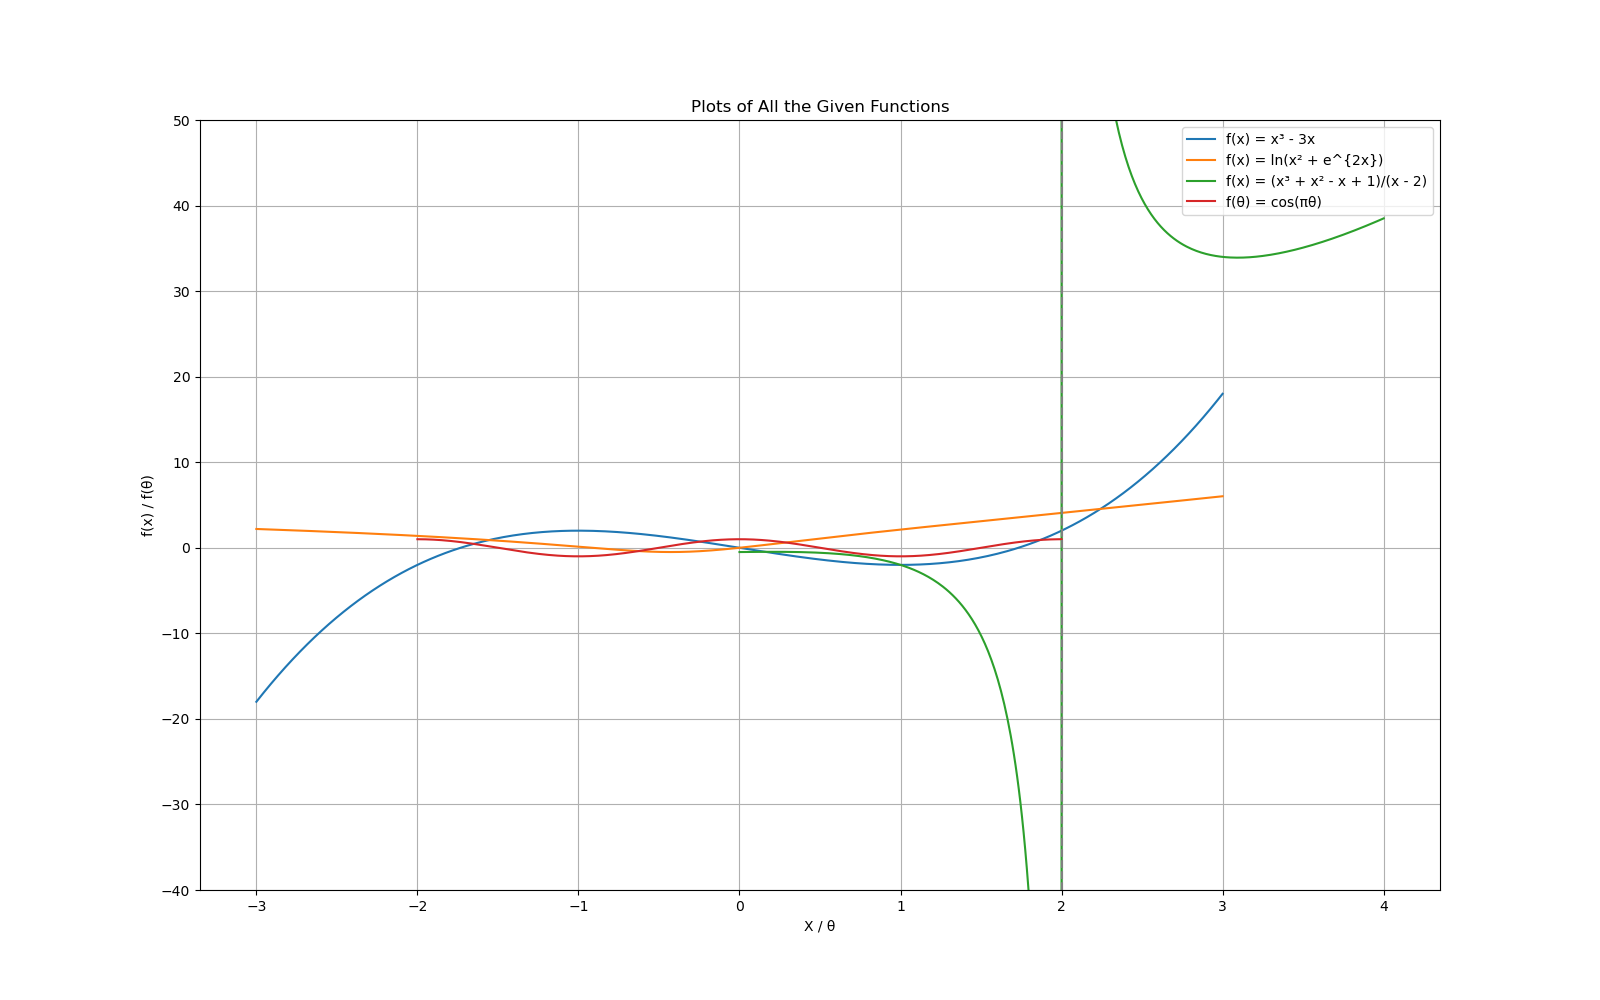 Plots of All the Given Functions
f(x) = x³ - 3x
f(x) = ln(x² + e^{2x})
f(x) = (x³ + x² - x + 1)/(x - 2)
f(θ) = cos(πθ)
f(x) / f(θ)
50
40
30
20
10
0
−10
−20
−30
−40
−3 −2 −1 0 1 2 3 4
X / θ